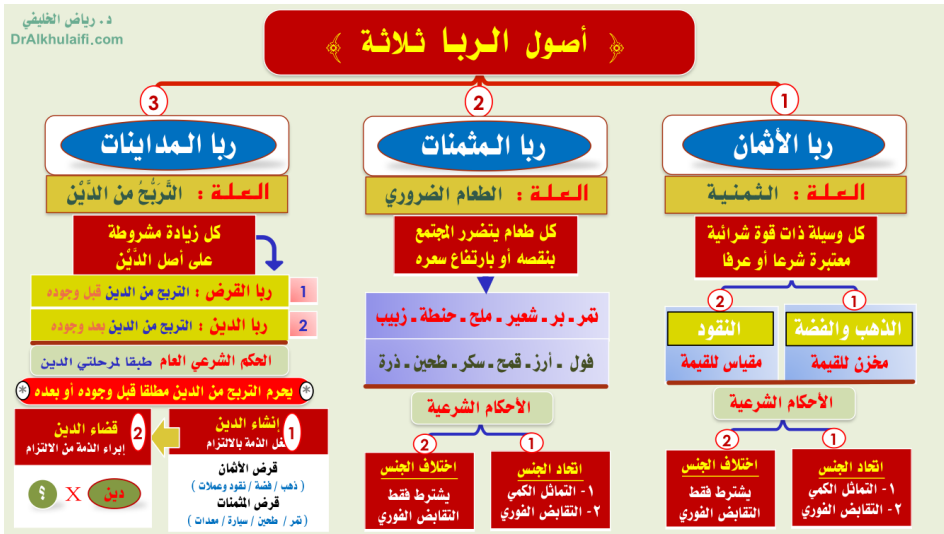 د. رياض الخليفي
DrAlkhulaifi.com
أصول الربا ثلاثة
1
ربا الأثمان
العلة : الثمنية
كل وسيلة ذات قوة شرائية
معتبرة شرعا أو عرفا
1
الذهب والفضة
مخزن للقيمة
2
النقود
مقياس للقيمة
الأحكام الشرعية
1
اتحاد الجنس
١- التماثل الكمي
٢- التقابض الفوري
2
اختلاف الجنس
يشترط فقط
التقابض الفوري
2
ربا المثمنات
العلة : الطعام الضروري
كل طعام يتضرر المجتمع
بنقصه أو بارتفاع سعره
تمر ـ بر ـ شعير ـ ملح ـ حنطة ـ زبيب
فول ـ أرز ـ قمح ـ سكر ـ طحين ـ ذرة
الأحكام الشرعية
1
اتحاد الجنس
١- التماثل الكمي
٢- التقابض الفوري
2
اختلاف الجنس
يشترط فقط
التقابض الفوري
3
ربا المداينات
العلة : التَّرَبُّحُ من الدَّيْن
كل زيادة مشروطة
على أصل الدَّيْن
1 ربا القرض : التربح من الدين قبل وجوده
2 ربا الدين : التربح من الدين بعد وجوده
الحكم الشرعي العام طبقا لمرحلتي الدين
* يحرم التربح من الدين مطلقا قبل وجوده أو بعده *
1 إنشاء الدين
الذمة بالالتزام
قرض الأثمان
( ذهب / فضة / نقود وعملات )
قرض المثمنات
( تمر / طحين / سيارة / معدات )
2 قضاء الدين
إبراء الذمة من الالتزام
دين X ؟